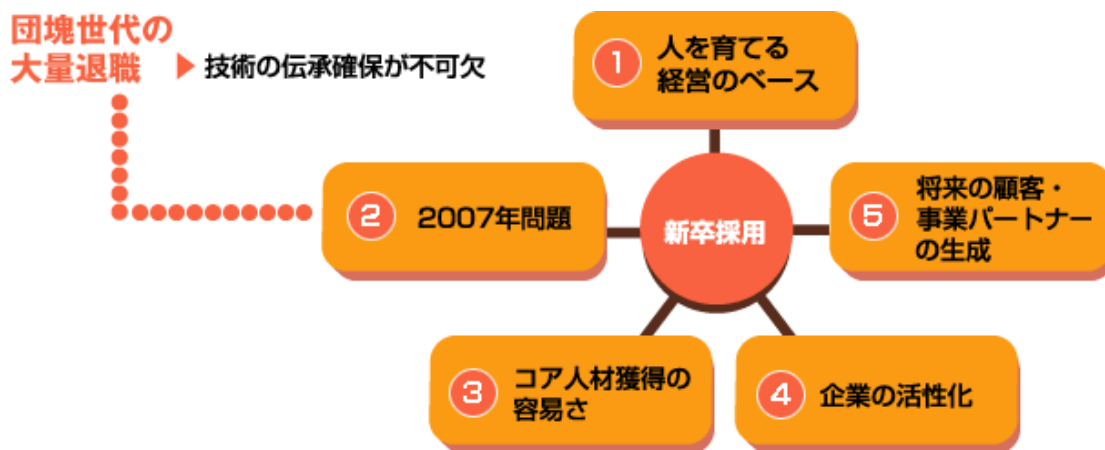 団塊世代の
大量退職
▶技術の伝承確保が不可欠
1
人を育てる
経営のベース
2
2007年問題
新卒採用
5
将来の顧客・
事業パートナー
の生成
3
コア人材獲得の
容易さ
4
企業の活性化